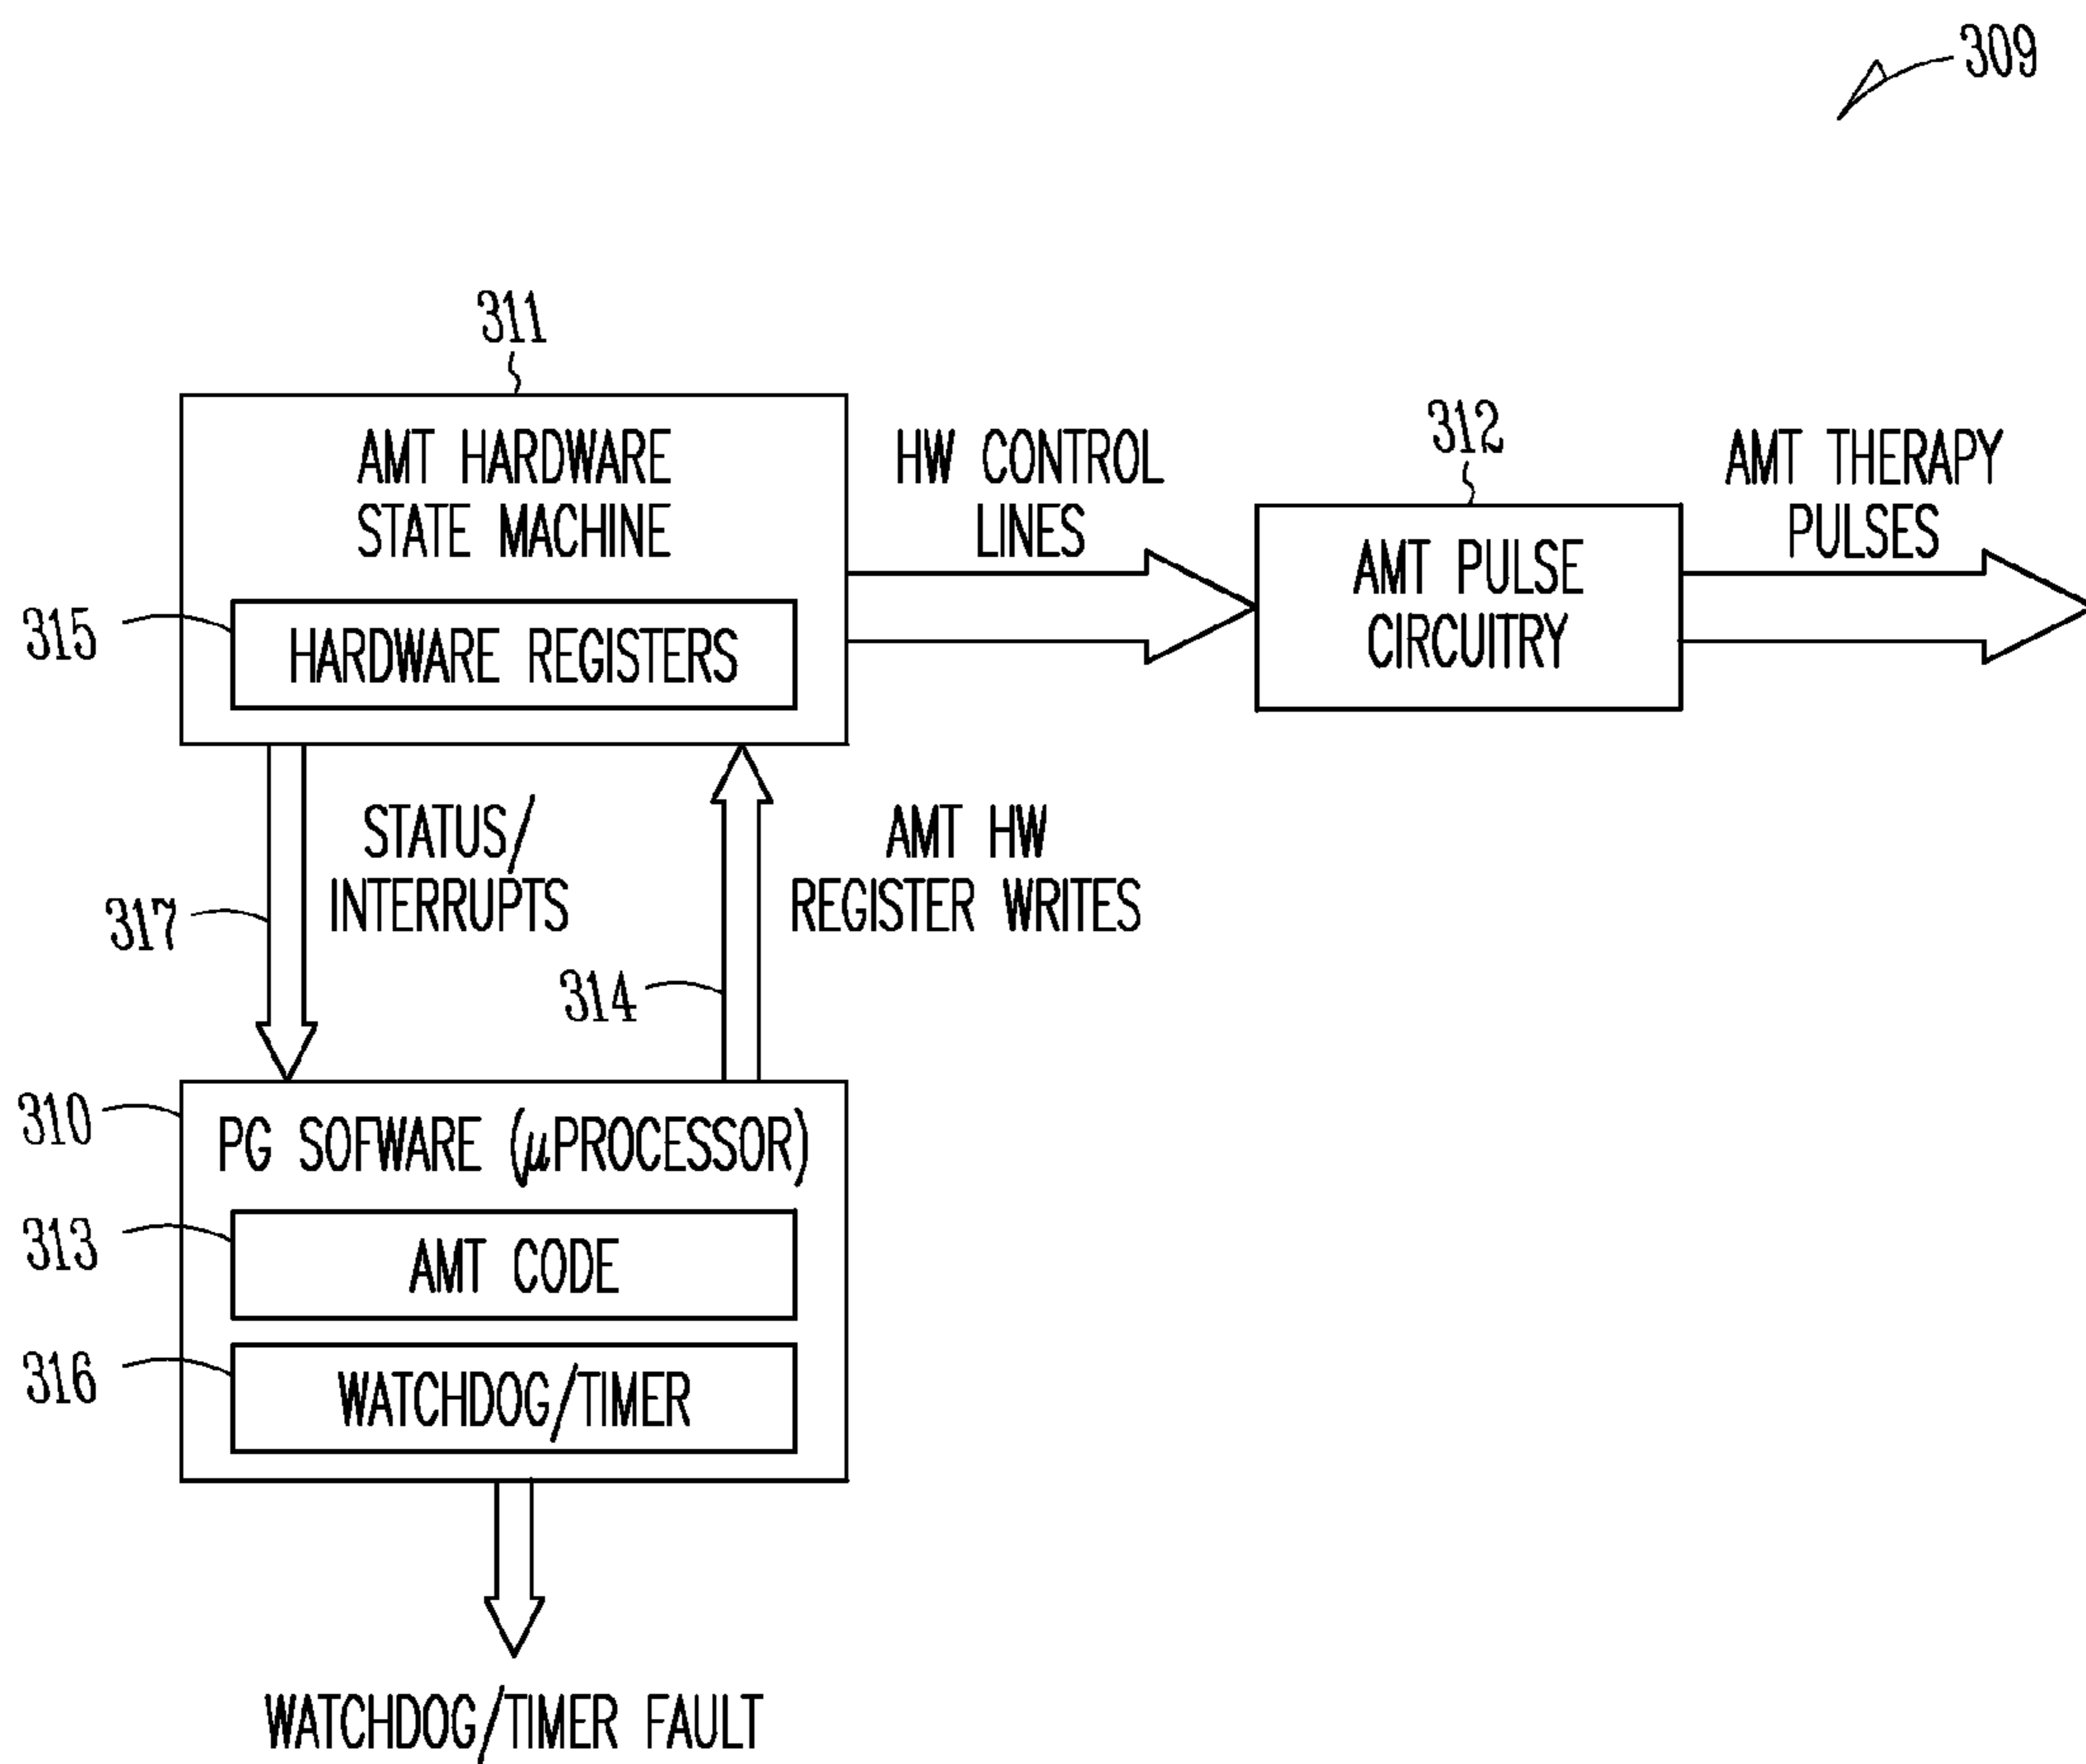 309
311
AMT HARDWARE
STATE MACHINE
315
HARDWARE REGISTERS
HW CONTROL
LINES
312
AMT PULSE
CIRCUITRY
AMT THERAPY
PULSES
STATUS/
INTERRUPTS
317
AMT HW
REGISTER WRITES
314
310
PG SOFWARE (μPROCESSOR)
313
AMT CODE
316
WATCHDOG/TIMER
WATCHDOG/TIMER FAULT